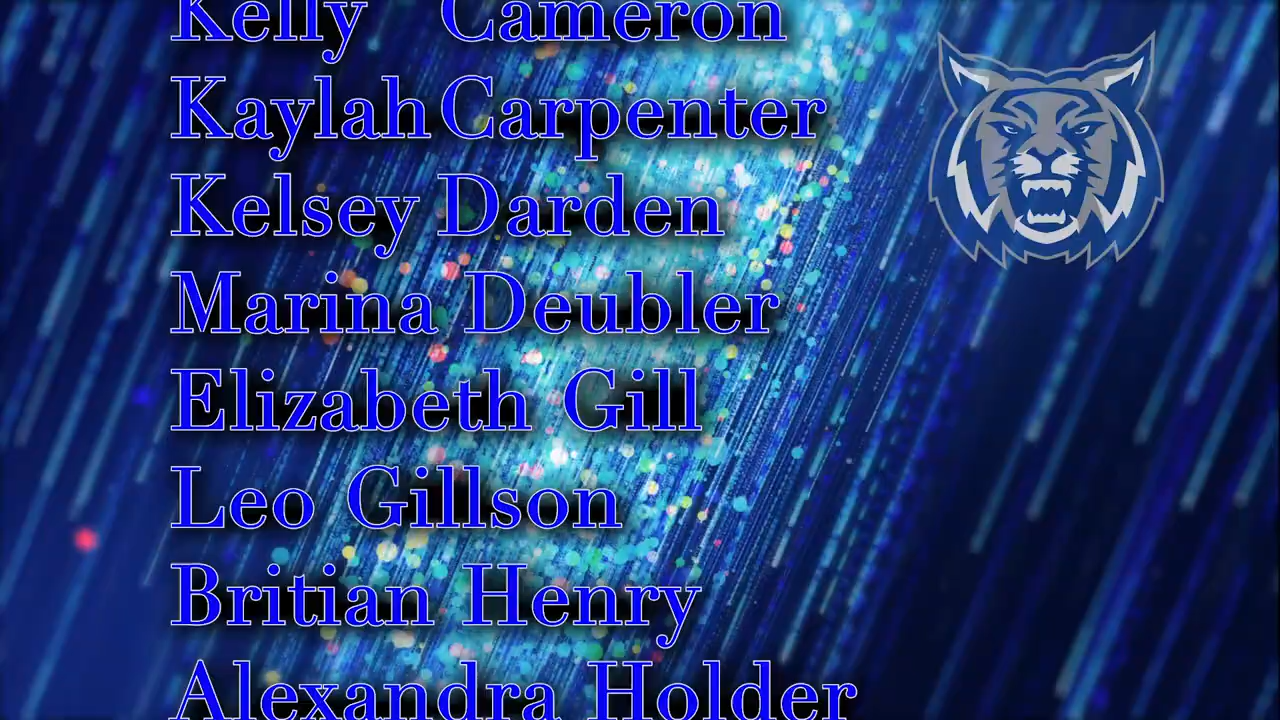 Kelly Cameron
Kaylah Carpenter
Kelsey Darden
Marina Deubler
Elizabeth Gill
Leo Gillson
Britian Henry
Alexandra Holder